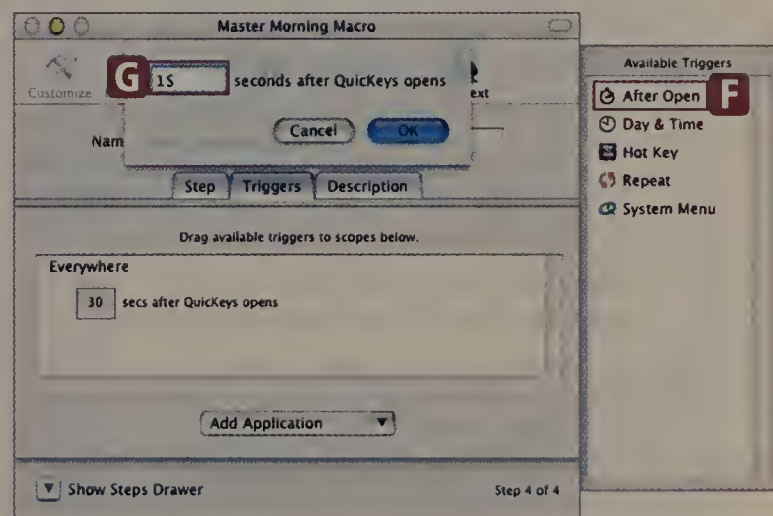 Master Morning Macro
Customize
G
15 seconds after QuicKeys opens
ext
Cancel OK
Nam
Step Triggers Description
Drag available triggers to scopes below.
Everywhere
30 secs after QuicKeys opens
Add Application
Show Steps Drawer
Step 4 of 4
Available Triggers
After Open F
Day & Time
Hot Key
Repeat
System Menu